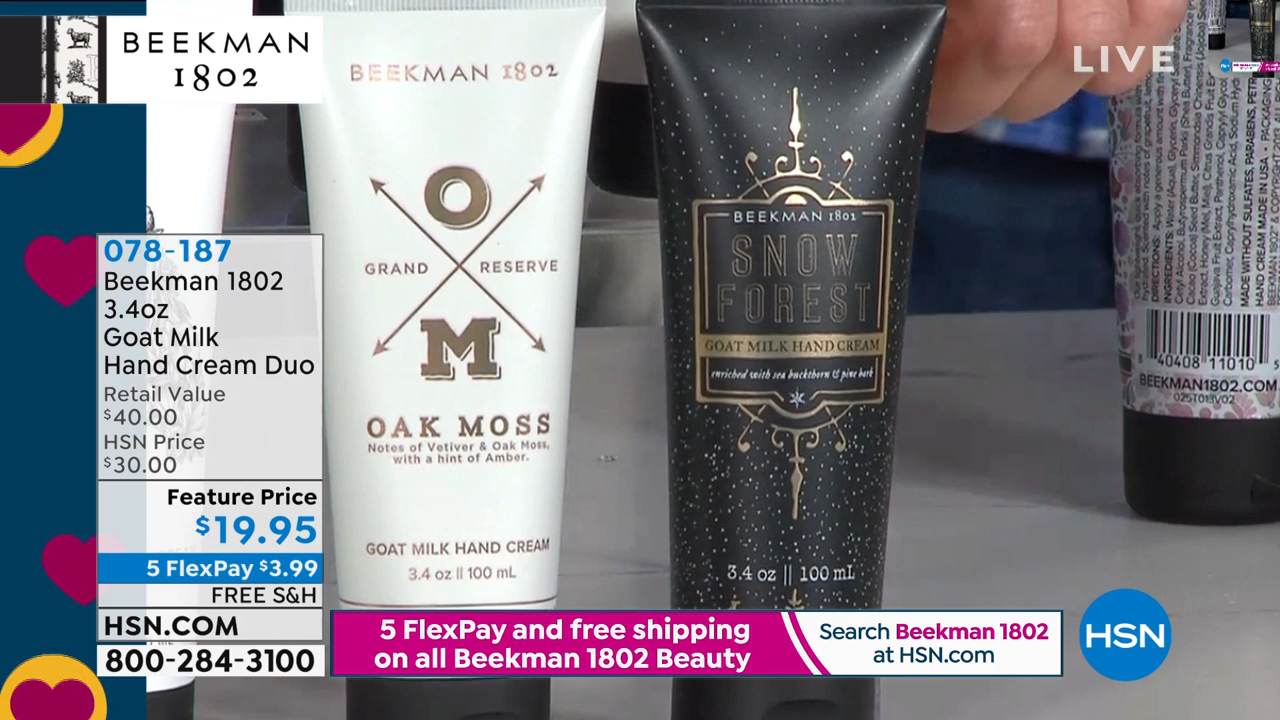 BEEKMAN
1802
LIVE
078-187
Beekman 1802
3.4oz
Goat Milk
Hand Cream Duo
Retail Value
$40.00
HSN Price
$30.00
Feature Price
$19.95
5 FlexPay $3.99
FREE S&H
HSN.COM
800-284-3100
BEEKMAN 1802
O
GRAND RESERVE
M
OAK MOSS
Notes of Vetiver & Oak Moss,
with a hint of Amber.
GOAT MILK HAND CREAM
3.4 oz || 100 mL
BEEKMAN 1802
SNOW
FOREST
GOAT MILK HAND CREAM
enriched with sea buckthorn & pine bark
3.4 oz || 100 mL
40408 11010
BEEKMAN1802.COM
025T013V02
5 FlexPay and free shipping
on all Beekman 1802 Beauty
Search Beekman 1802
at HSN.com
HSN